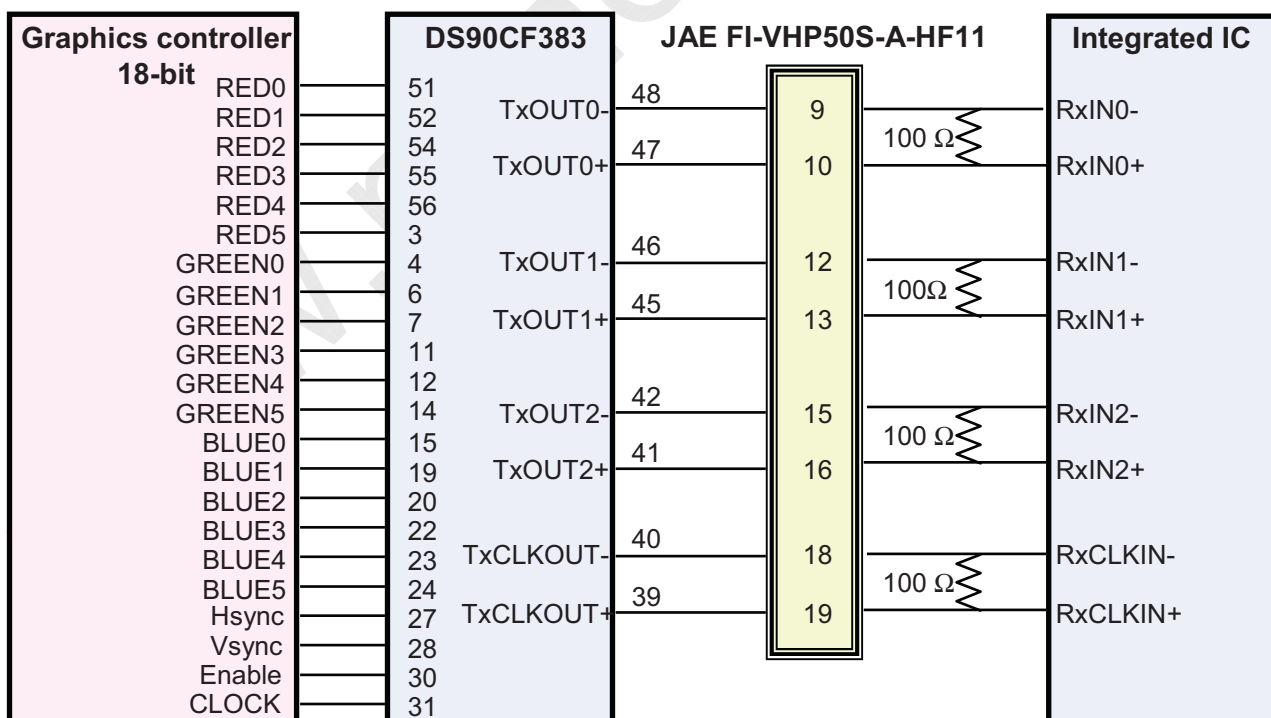 Graphics controller
18-bit
DS90CF383
JAE FI-VHP50S-A-HF11
Integrated IC
RED0 51
RED1 52
RED2 54
RED3 55
RED4 56
RED5 3
GREEN0 4
GREEN1 6
GREEN2 7
GREEN3 11
GREEN4 12
GREEN5 14
BLUE0 15
BLUE1 19
BLUE2 20
BLUE3 22
BLUE4 23
BLUE5 24
Hsync 27
Vsync 28
Enable 30
CLOCK 31
TxOUT0- 48 9 RxIN0-
100 Ω
TxOUT0+ 47 10 RxIN0+
TxOUT1- 46 12 RxIN1-
100Ω
TxOUT1+ 45 13 RxIN1+
TxOUT2- 42 15 RxIN2-
100 Ω
TxOUT2+ 41 16 RxIN2+
TxCLKOUT- 40 18 RxCLKIN-
100 Ω
TxCLKOUT+ 39 19 RxCLKIN+